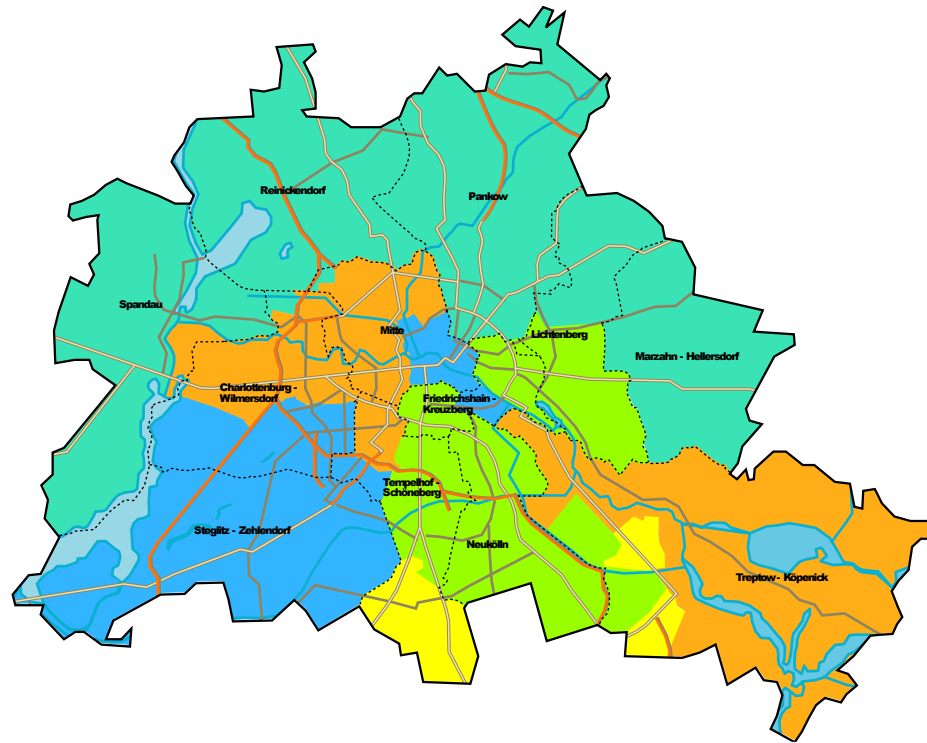 Reinickendorf
Pankow
Spandau
Mitte
Lichtenberg
Marzahn - Hellersdorf
Charlottenburg -
Wilmersdorf
Friedrichshain -
Kreuzberg
Tempelhof -
Schöneberg
Steglitz - Zehlendorf
Neukölln
Treptow - Köpenick